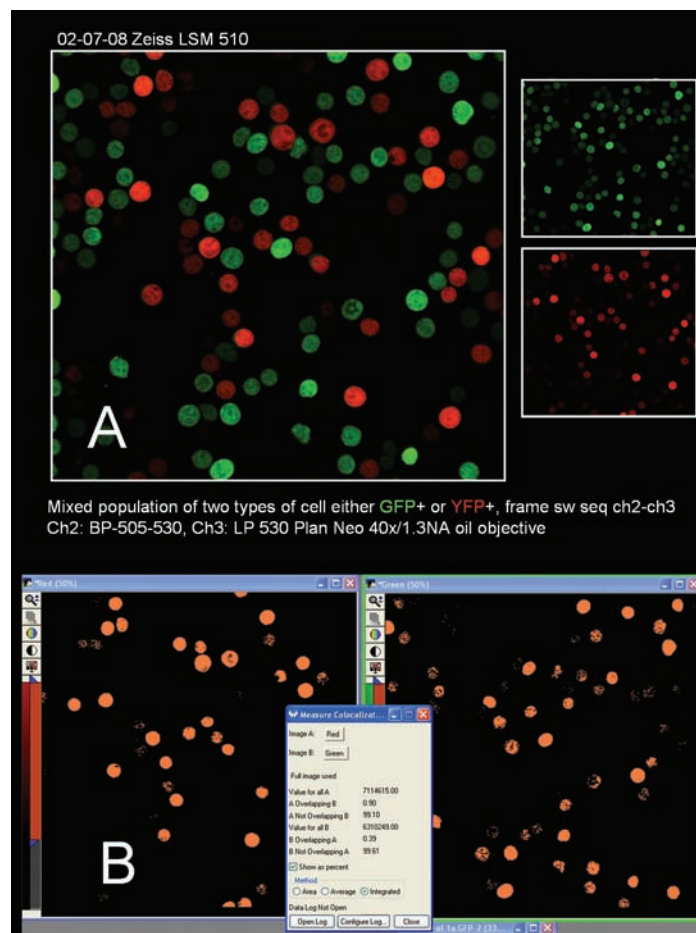 02-07-08 Zeiss LSM 510
A
Mixed population of two types of cell either GFP+ or YFP+, frame sw seq ch2-ch3
Ch2: BP-505-530, Ch3: LP 530 Plan Neo 40x/1.3NA oil objective
*Red (50%)
*Green (50%)
Measure Colocalizat...
Image A: Red
Image B: Green
Full image used
Value for all A 7114615.00
A Overlapping B 0.90
A Not Overlapping B 99.10
Value for all B 6310249.00
B Overlapping A 0.39
B Not Overlapping A 99.61
Show as percent
Method
Area Average Integrated
Data Log Not Open
Open Log Configure Log... Close
B